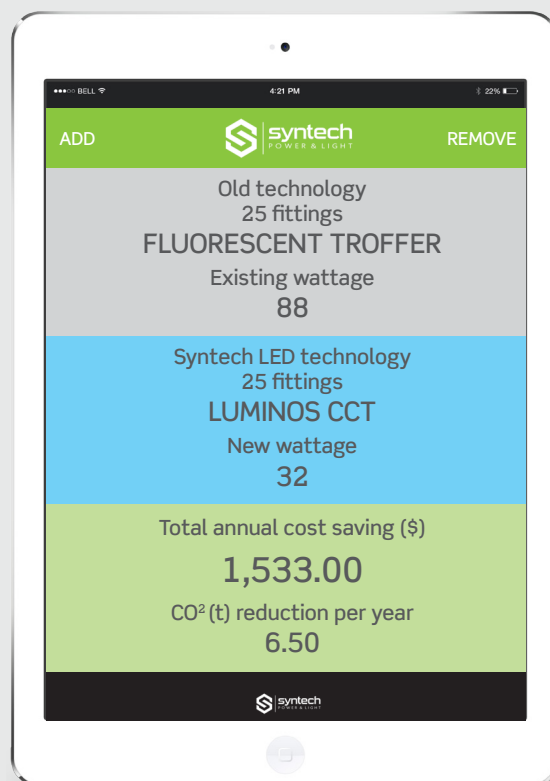 BELL
4:21 PM
22%
ADD
syntech
POWER & LIGHT
REMOVE
Old technology
25 fittings
FLUORESCENT TROFFER
Existing wattage
88
Syntech LED technology
25 fittings
LUMINOS CCT
New wattage
32
Total annual cost saving ($)
1,533.00
CO² (t) reduction per year
6.50
syntech
POWER & LIGHT